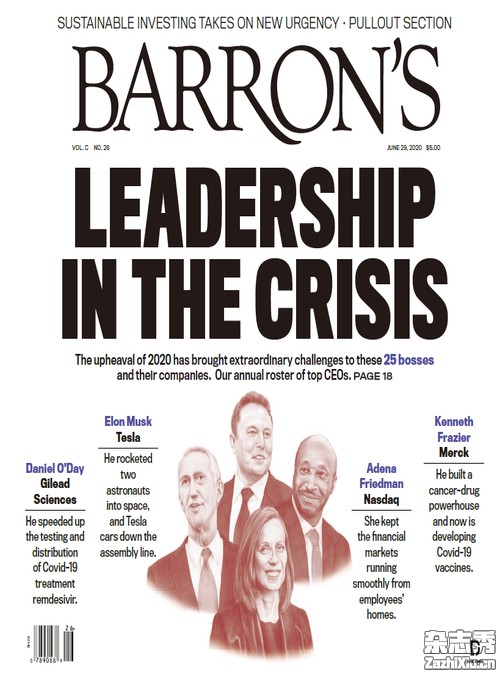 SUSTAINABLE INVESTING TAKES ON NEW URGENCY · PULLOUT SECTION
BARRON'S
VOL. C NO. 26
JUNE 29, 2020 $5.00
LEADERSHIP
IN THE CRISIS
The upheaval of 2020 has brought extraordinary challenges to these 25 bosses
and their companies. Our annual roster of top CEOs. PAGE 18
Daniel O'Day
Gilead
Sciences
He speeded up
the testing and
distribution
of Covid-19
treatment
remdesivir.
Elon Musk
Tesla
He rocketed
two
astronauts
into space,
and Tesla
cars down the
assembly line.
Adena
Friedman
Nasdaq
She kept
the financial
markets
running
smoothly from
employees'
homes.
Kenneth
Frazier
Merck
He built a
cancer-drug
powerhouse
and now is
developing
Covid-19
vaccines.
26>
杂志秀